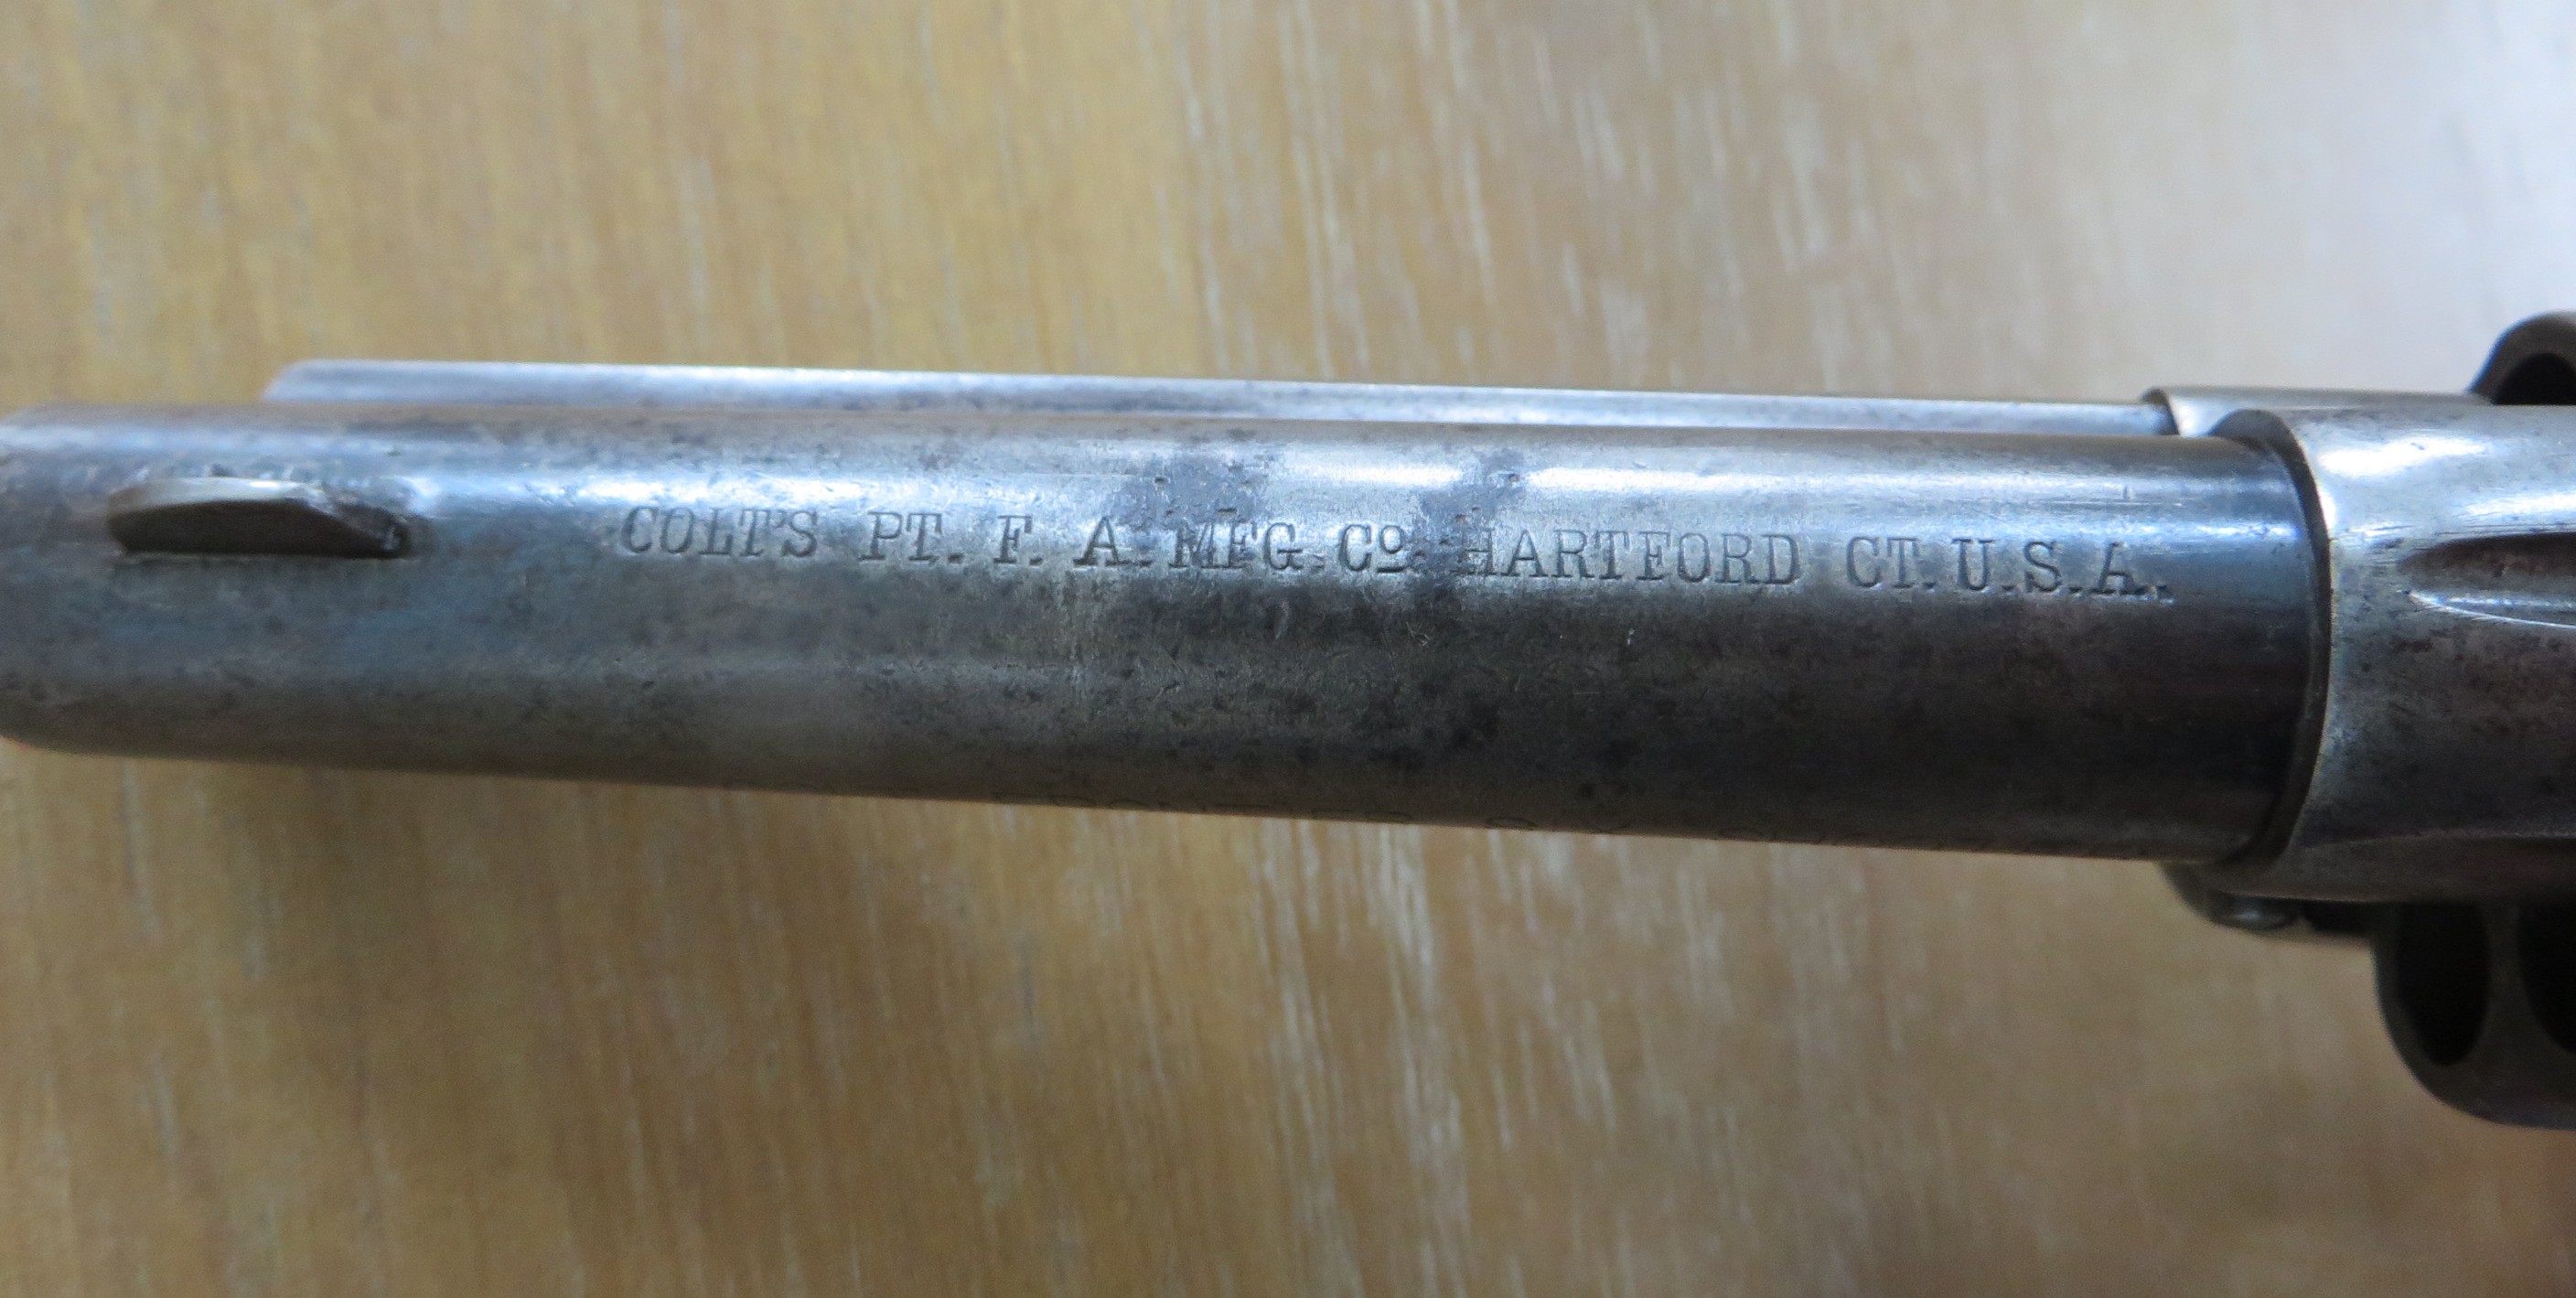 COLT'S PT. F. A. MFG. Cº HARTFORD CT. U.S.A.